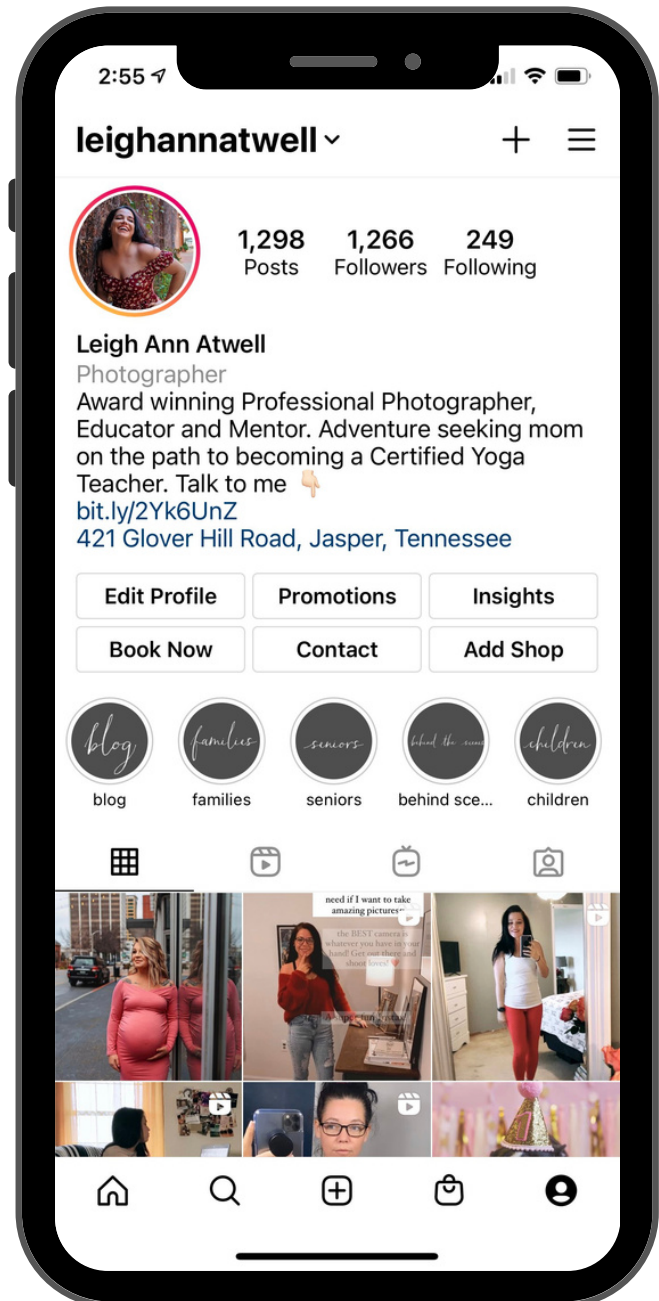 2:55
leighannatwell
1,298 1,266 249
Posts Followers Following
Leigh Ann Atwell
Photographer
Award winning Professional Photographer,
Educator and Mentor. Adventure seeking mom
on the path to becoming a Certified Yoga
Teacher. Talk to me 👇🏻
bit.ly/2Yk6UnZ
421 Glover Hill Road, Jasper, Tennessee
Edit Profile Promotions Insights
Book Now Contact Add Shop
blog families seniors behind the children
blog families seniors behind sce... children
need if I want to take
amazing pictures
the BEST camera is
whatever you have in your
hand! Get out there and
shoot loves!